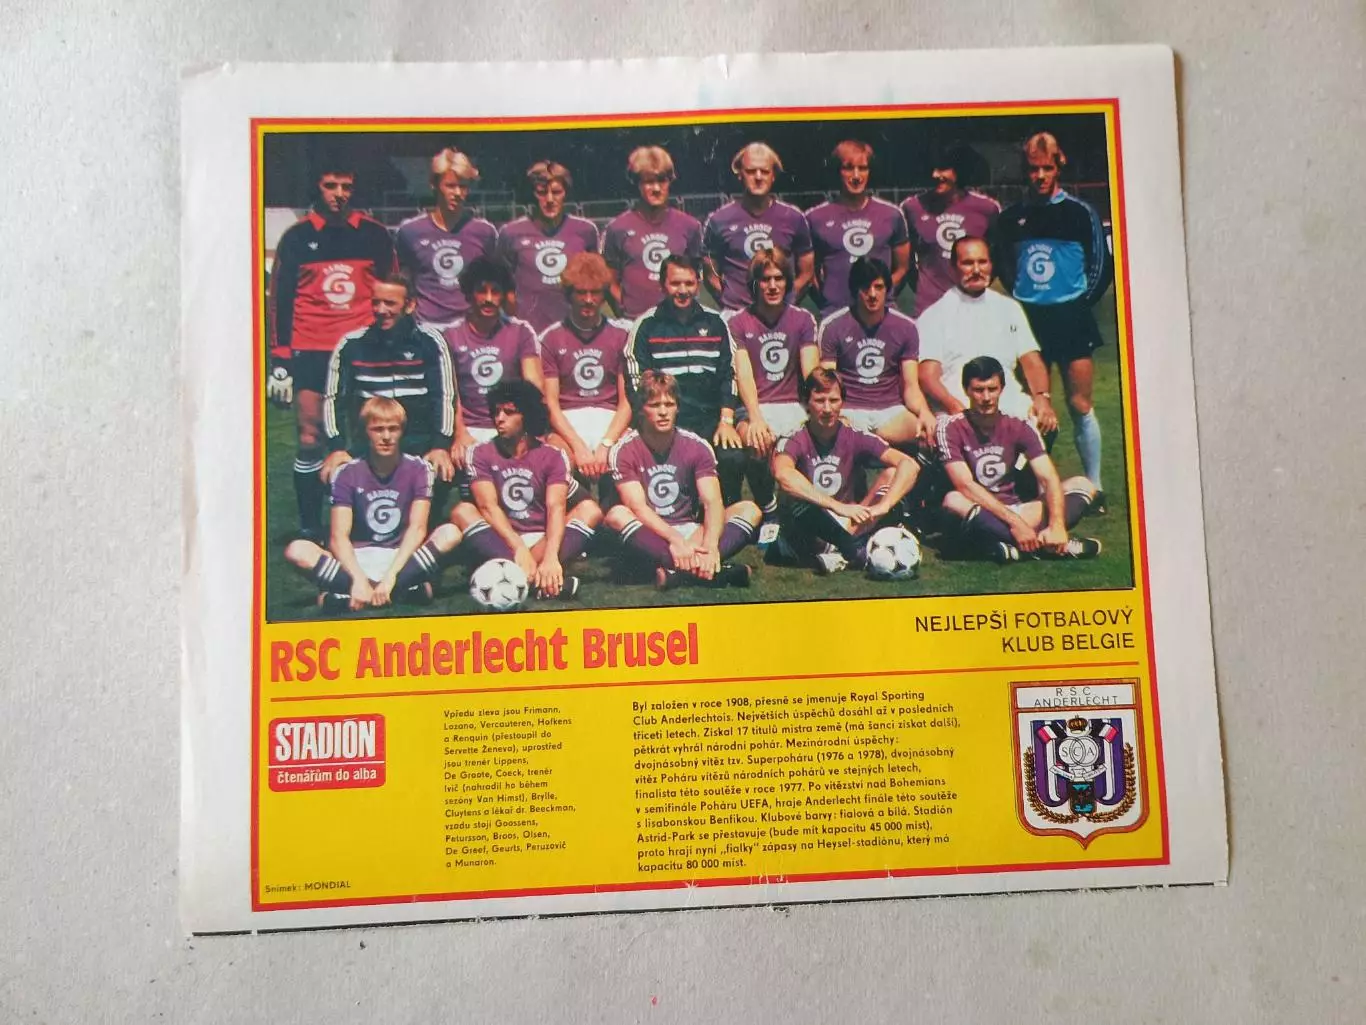 BANQUE
G
RSC Anderlecht Brusel
NEJLEPŠÍ FOTBALOVÝ
KLUB BELGIE
STADIÓN
čtenářům do alba
Vpředu zleva jsou Frimann,
Lozano, Vercauteren, Hofkens
a Renquin (přestoupil do
Servette Ženeva), uprostřed
jsou trenér Lippens,
De Groote, Coeck, trenér
Ivič (nahradil ho během
sezóny Van Himst), Brylle,
Cluytens a lékař dr. Beeckman,
vzadu stojí Goossens,
Petursson, Broos, Olsen,
De Greef, Geurts, Peruzovič
a Munaron.
Snímek: MONDIAL
Byl založen v roce 1908, přesně se jmenuje Royal Sporting
Club Anderlechtois. Největších úspěchů dosáhl až v posledních
třiceti letech. Získal 17 titulů mistra země (má šanci získat další),
pětkrát vyhrál národní pohár. Mezinárodní úspěchy:
dvojnásobný vítěz tzv. Superpoháru (1976 a 1978), dvojnásobný
vítěz Poháru vítězů národních pohárů ve stejných letech,
finalista této soutěže v roce 1977. Po vítězství nad Bohemians
v semifinále Poháru UEFA, hraje Anderlecht finále této soutěže
s lisabonskou Benfikou. Klubové barvy: fialová a bílá. Stadión
Astrid-Park se přestavuje (bude mít kapacitu 45 000 míst),
proto hrají nyní „fialky" zápasy na Heysel-stadiónu, který má
kapacitu 80 000 míst.
R.S.C.
ANDERLECHT
SCA